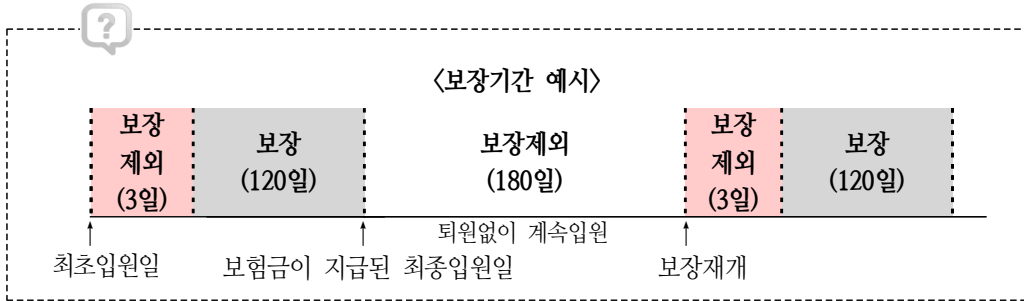 ?
〈보장기간 예시〉
보장
제외
(3일)
보장
(120일)
보장제외
(180일)
보장
제외
(3일)
보장
(120일)
퇴원없이 계속입원
최초입원일
보험금이 지급된 최종입원일
보장재개